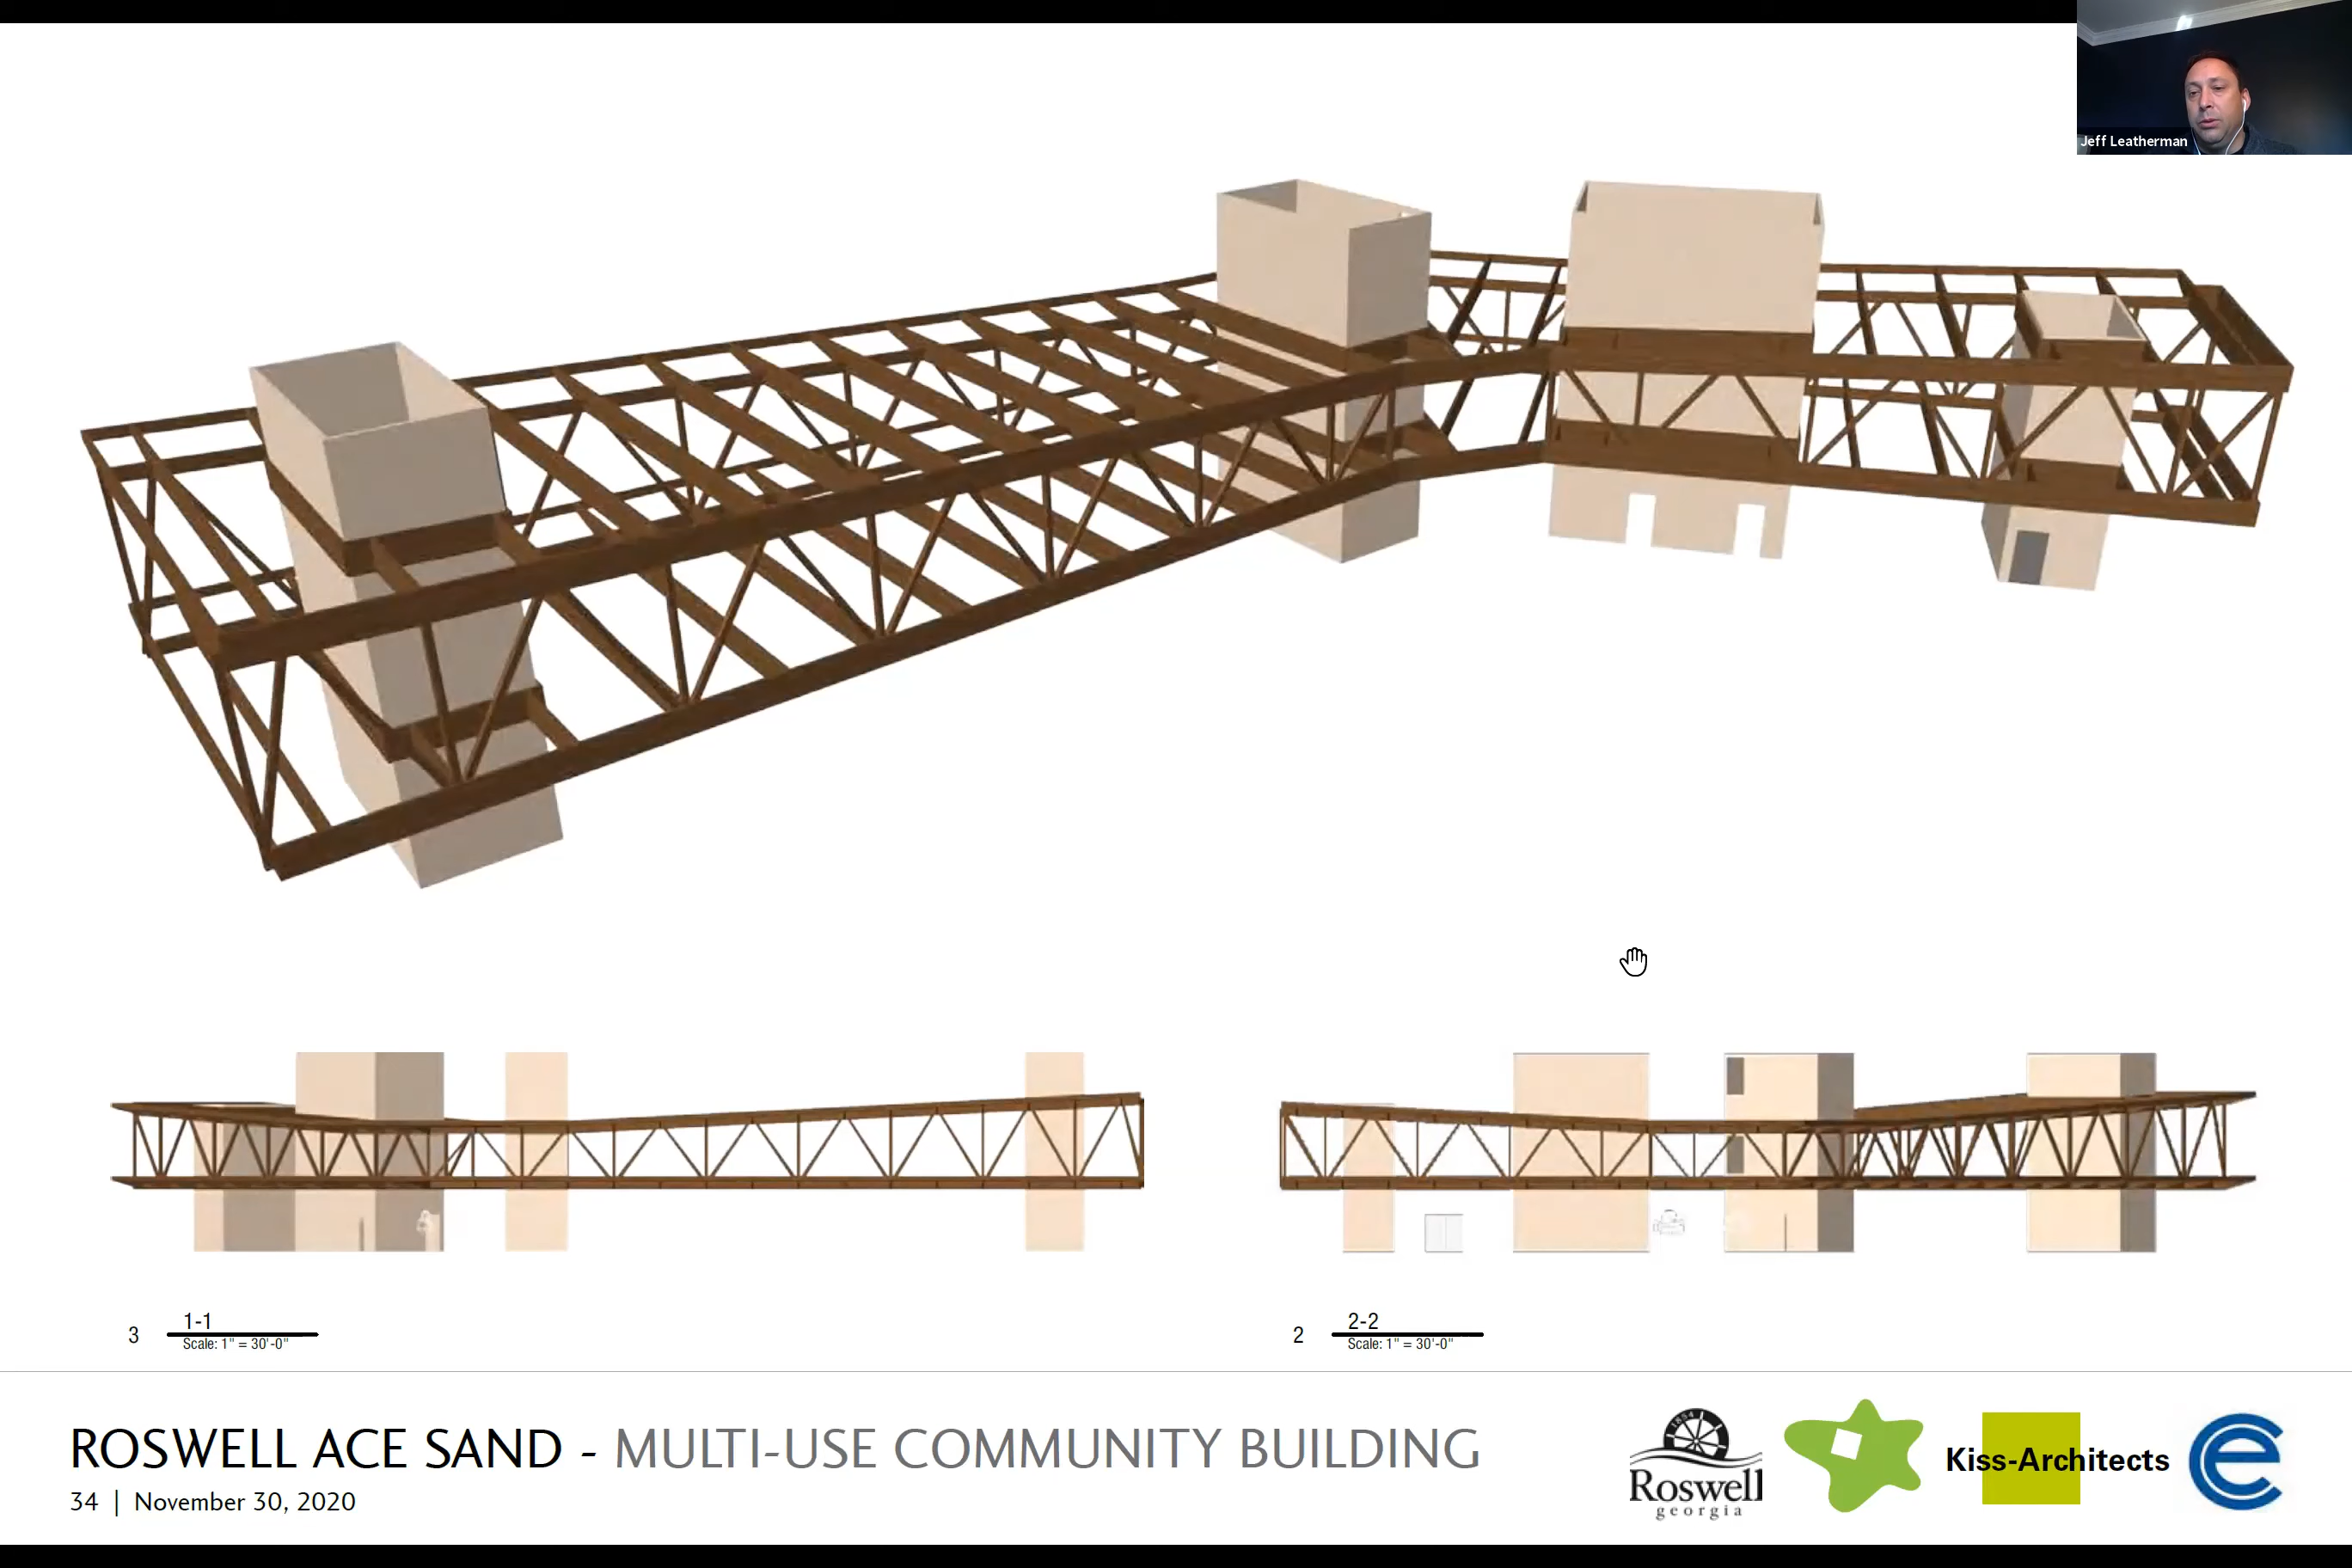 Jeff Leatherman
3
1-1
Scale: 1" = 30'-0"
2
2-2
Scale: 1" = 30'-0"
ROSWELL ACE SAND - MULTI-USE COMMUNITY BUILDING
34 | November 30, 2020
1854
Roswell
georgia
Kiss-Architects